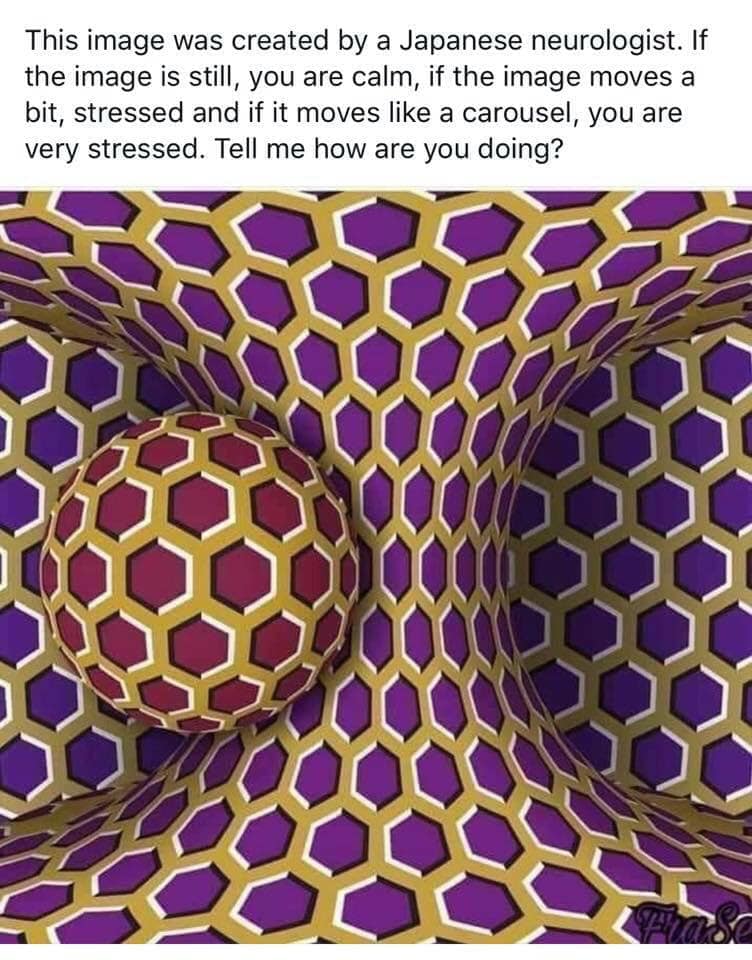 This image was created by a Japanese neurologist. If
the image is still, you are calm, if the image moves a
bit, stressed and if it moves like a carousel, you are
very stressed. Tell me how are you doing?